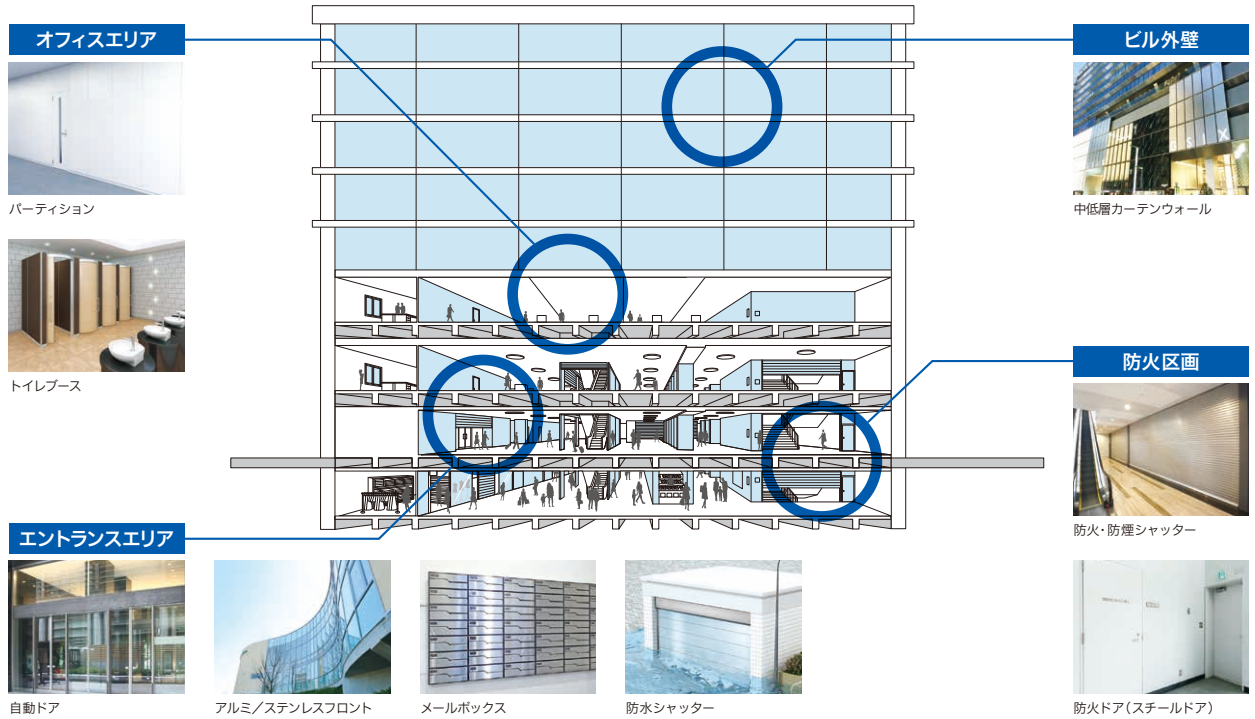 オフィスエリア
パーティション
トイレブース
ビル外壁
SIX
中低層カーテンウォール
防火区画
防火・防煙シャッター
防火ドア（スチールドア）
エントランスエリア
自動ドア
アルミ／ステンレスフロント
メールボックス
防水シャッター